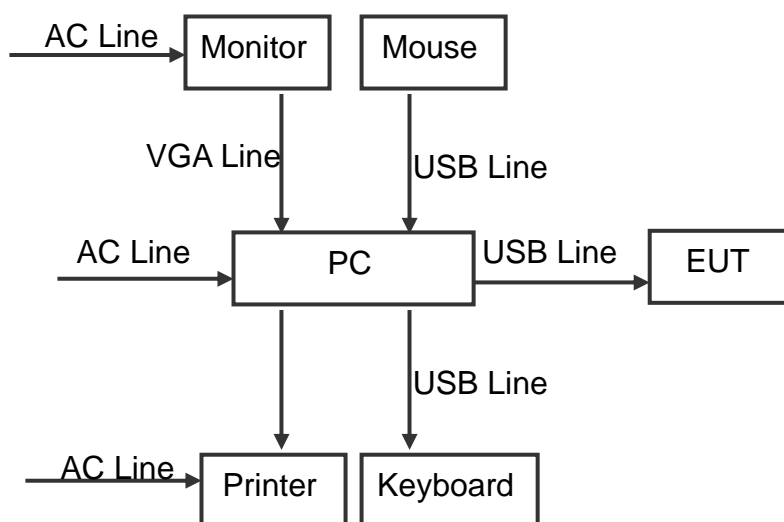 AC Line
Monitor
Mouse
VGA Line
USB Line
AC Line
PC
USB Line
EUT
USB Line
AC Line
Printer
Keyboard